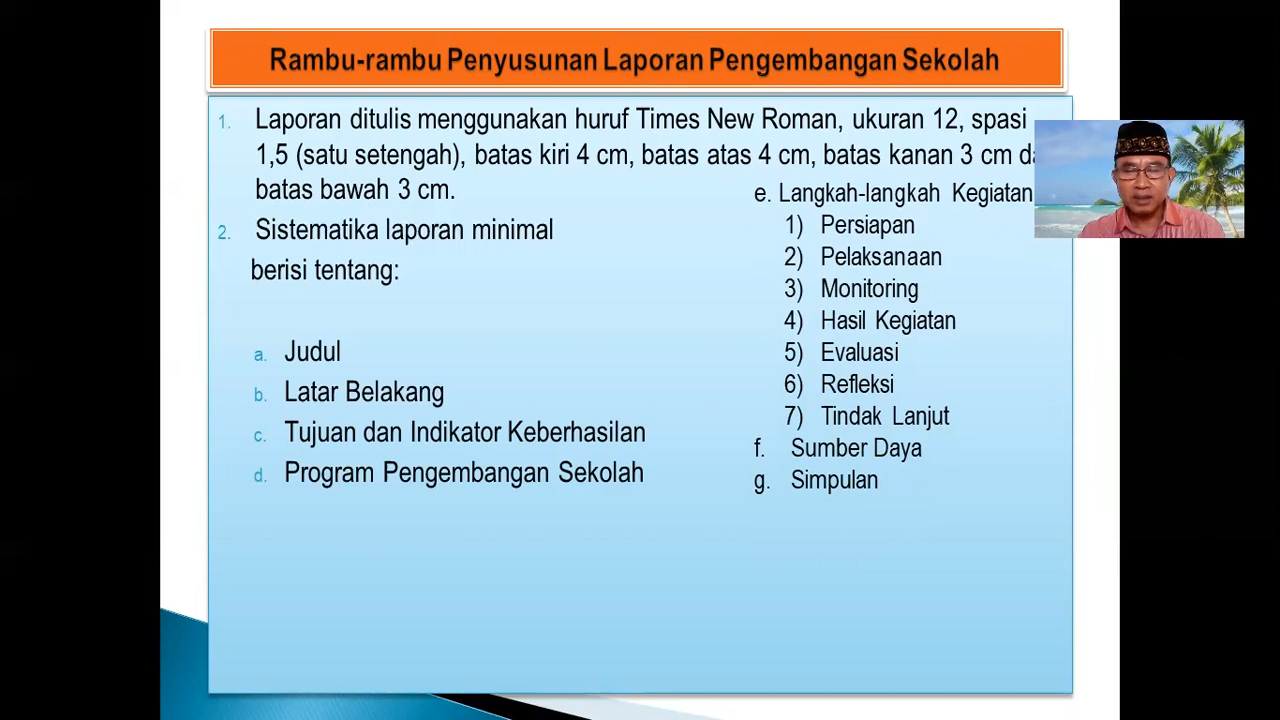 Rambu-rambu Penyusunan Laporan Pengembangan Sekolah
1. Laporan ditulis menggunakan huruf Times New Roman, ukuran 12, spasi
1,5 (satu setengah), batas kiri 4 cm, batas atas 4 cm, batas kanan 3 cm
batas bawah 3 cm.
2. Sistematika laporan minimal
berisi tentang:
a. Judul
b. Latar Belakang
c. Tujuan dan Indikator Keberhasilan
d. Program Pengembangan Sekolah
e. Langkah-langkah Kegiatan
1) Persiapan
2) Pelaksanaan
3) Monitoring
4) Hasil Kegiatan
5) Evaluasi
6) Refleksi
7) Tindak Lanjut
f. Sumber Daya
g. Simpulan